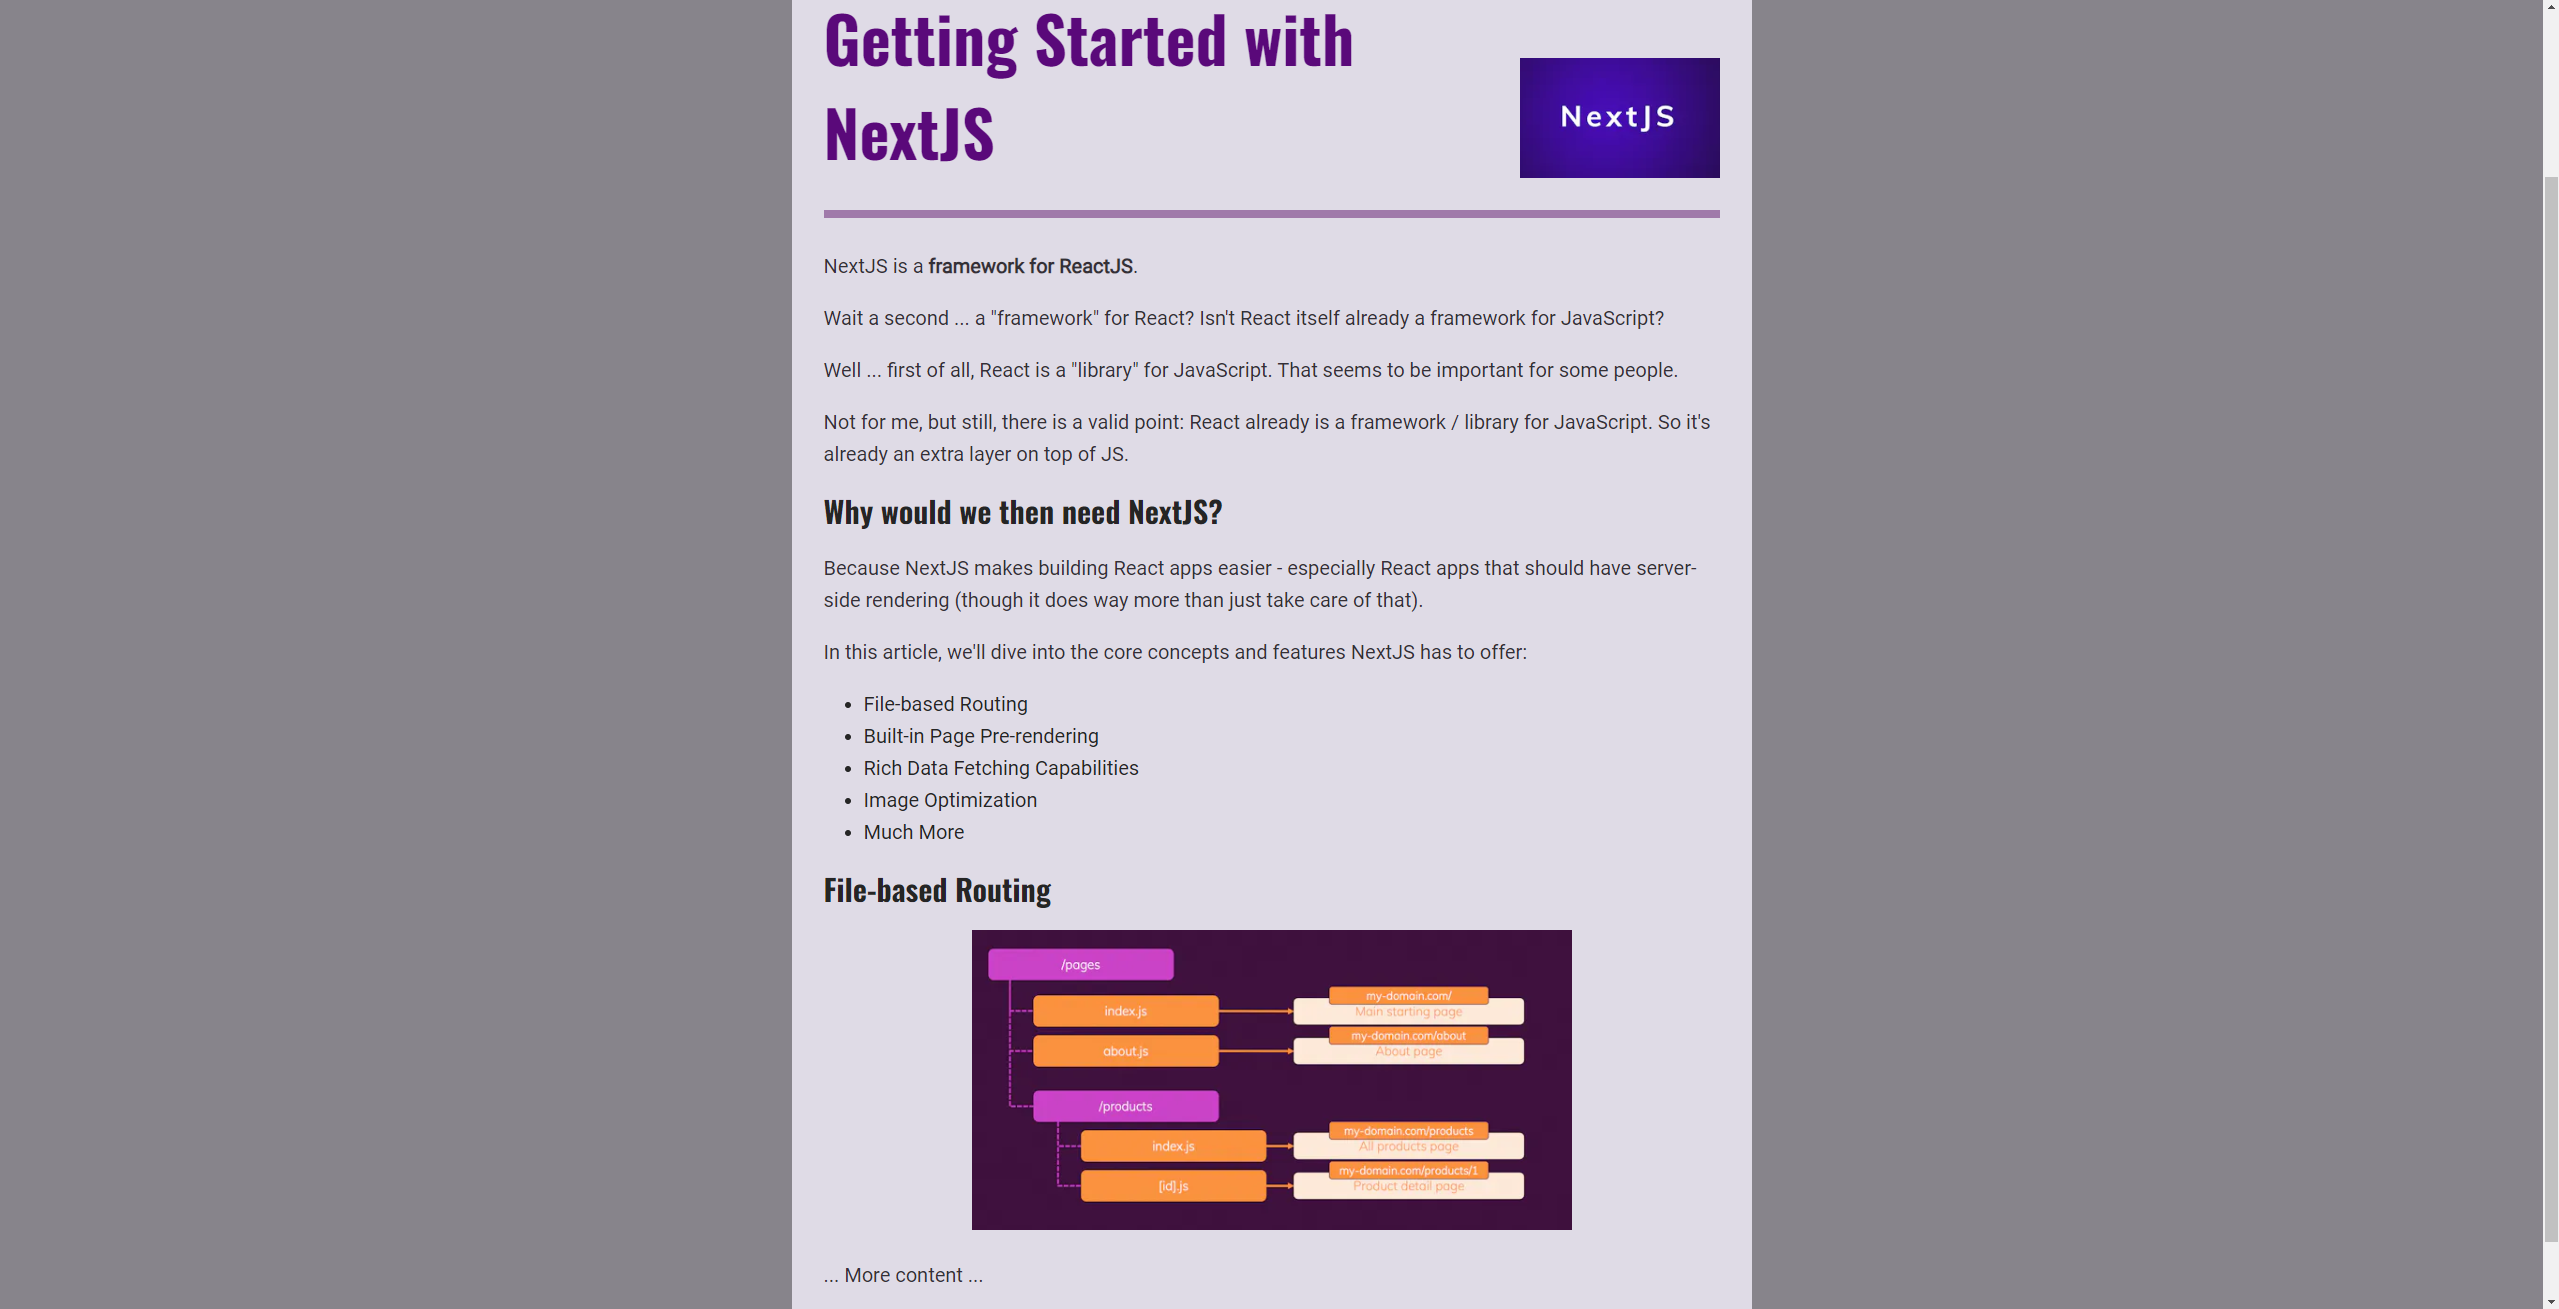 Getting Started with
NextJS
NextJS
NextJS is a framework for ReactJS.
Wait a second ... a "framework" for React? Isn't React itself already a framework for JavaScript?
Well ... first of all, React is a "library" for JavaScript. That seems to be important for some people.
Not for me, but still, there is a valid point: React already is a framework / library for JavaScript. So it's
already an extra layer on top of JS.
Why would we then need NextJS?
Because NextJS makes building React apps easier - especially React apps that should have server-
side rendering (though it does way more than just take care of that).
In this article, we'll dive into the core concepts and features NextJS has to offer:
• File-based Routing
• Built-in Page Pre-rendering
• Rich Data Fetching Capabilities
• Image Optimization
• Much More
File-based Routing
/pages
index.js
my-domain.com/
Main starting page
about.js
my-domain.com/about
About page
/products
index.js
my-domain.com/products
All products page
[id].js
my-domain.com/products/1
Product detail page
... More content ...